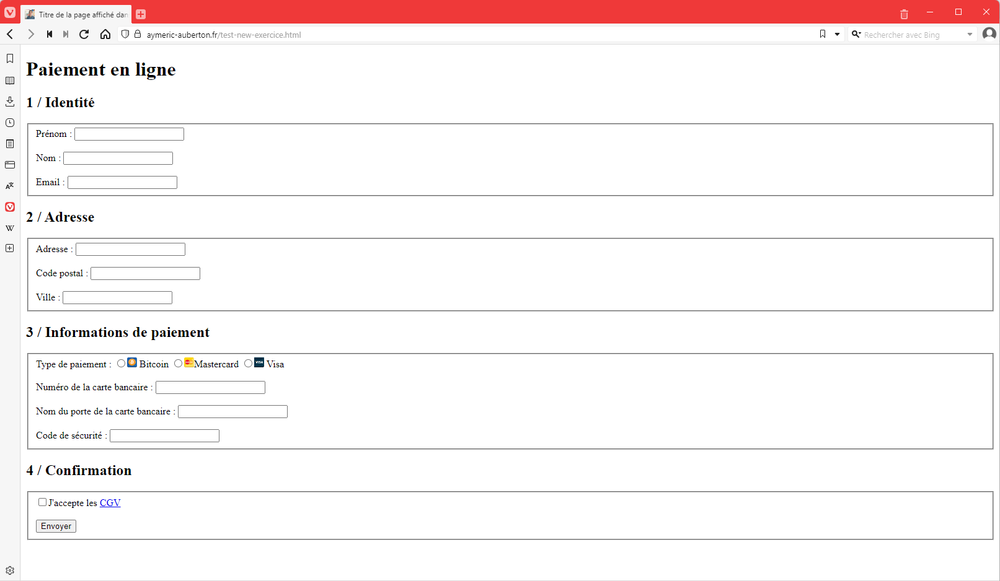 Titre de la page affiché dan
aymeric-auberton.fr/test-new-exercice.html
Rechercher avec Bing
Paiement en ligne
1 / Identité
Prénom :
Nom :
Email :
2 / Adresse
Adresse :
Code postal :
Ville :
3 / Informations de paiement
Type de paiement : Bitcoin Mastercard VISA Visa
Numéro de la carte bancaire :
Nom du porte de la carte bancaire :
Code de sécurité :
4 / Confirmation
J'accepte les CGV
Envoyer